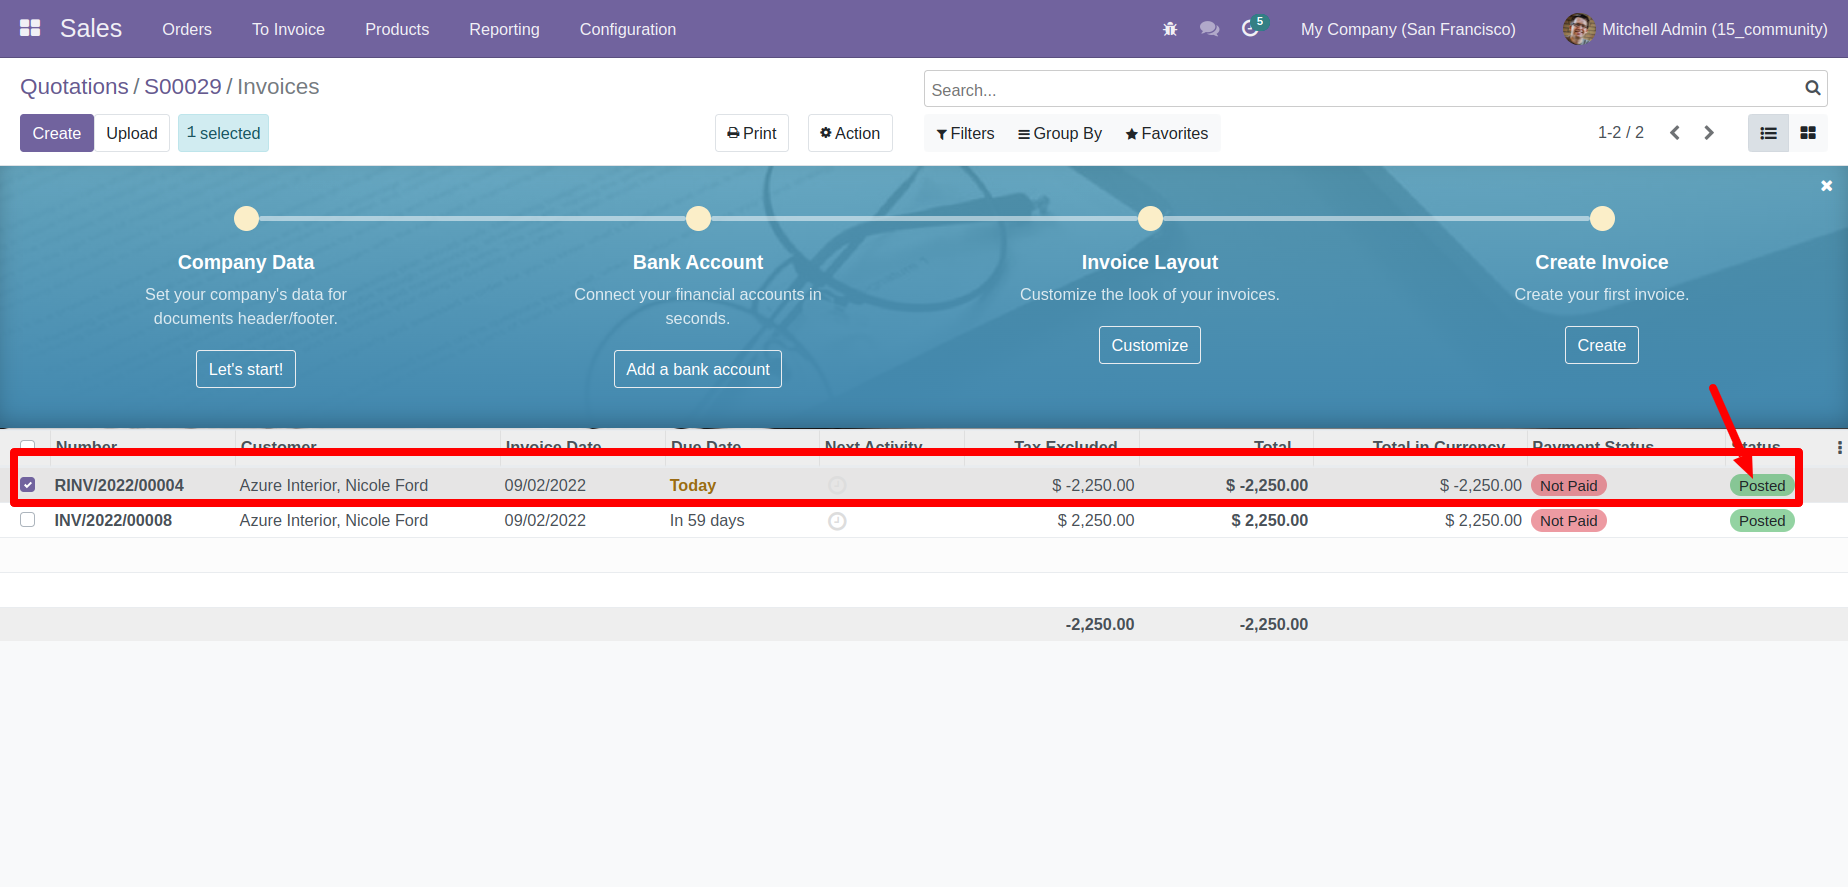 Sales Orders To Invoice Products Reporting Configuration 5 My Company (San Francisco) Mitchell Admin (15_community)
Quotations / S00029 / Invoices
Search...
Create Upload 1 selected Print Action Filters Group By Favorites 1-2 / 2
Company Data Bank Account Invoice Layout Create Invoice
Set your company's data for Connect your financial accounts in Customize the look of your invoices. Create your first invoice.
documents header/footer. seconds.
Customize Create
Let's start! Add a bank account
Number Customer Invoice Date Due Date Next Activity Tax Excluded Total Total in Currency Payment Status Status
RINV/2022/00004 Azure Interior, Nicole Ford 09/02/2022 Today $ -2,250.00 $ -2,250.00 $ -2,250.00 Not Paid Posted
INV/2022/00008 Azure Interior, Nicole Ford 09/02/2022 In 59 days $ 2,250.00 $ 2,250.00 $ 2,250.00 Not Paid Posted
-2,250.00 -2,250.00